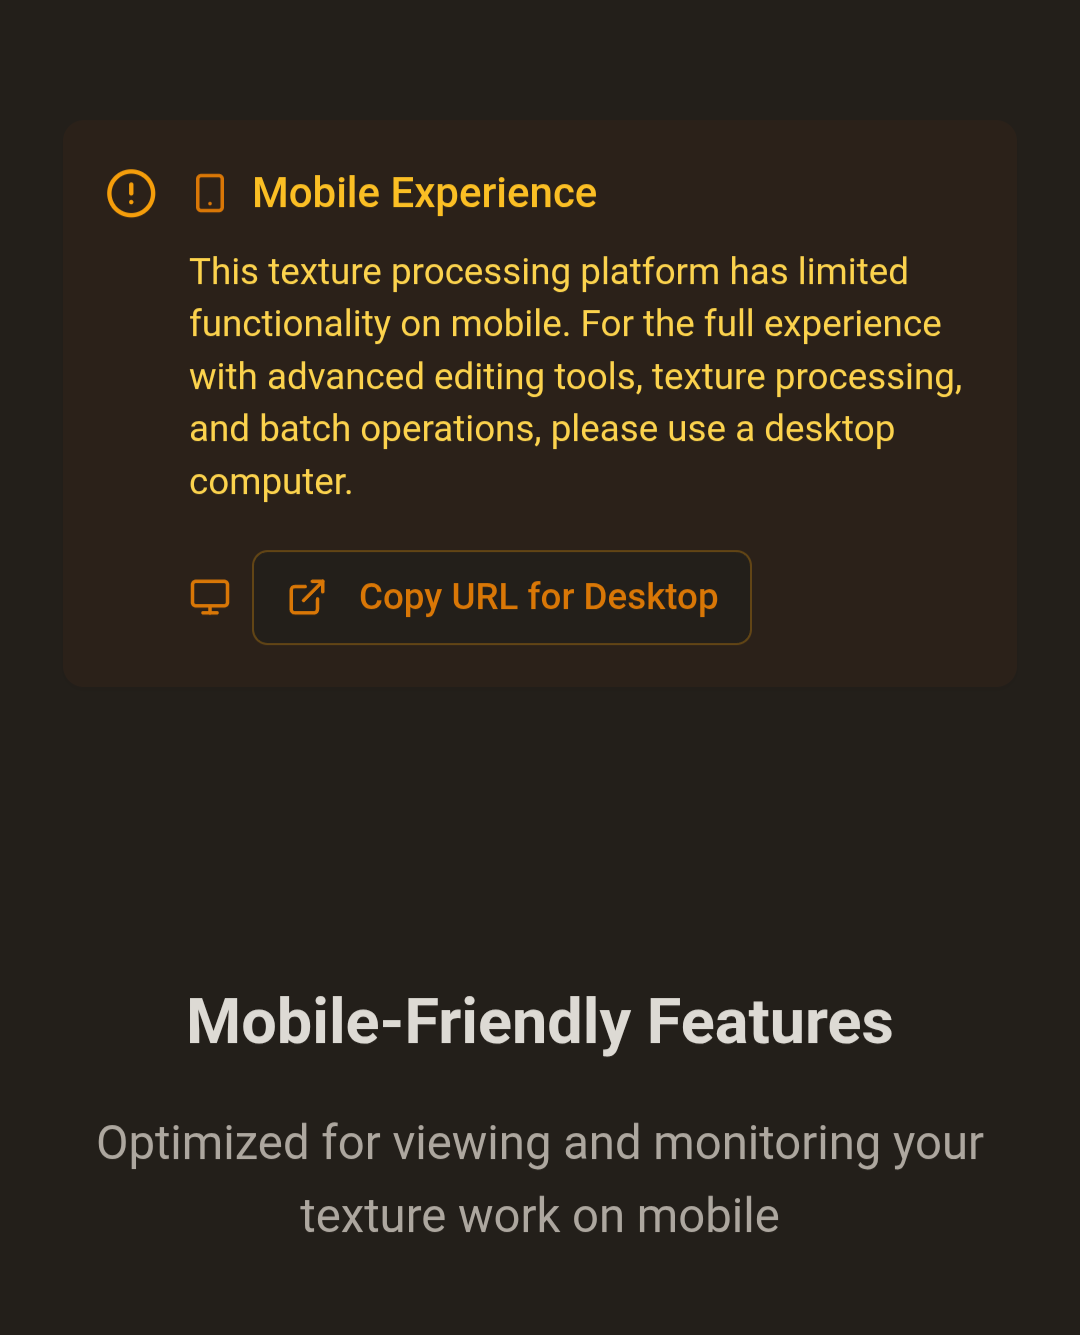 Mobile Experience
This texture processing platform has limited
functionality on mobile. For the full experience
with advanced editing tools, texture processing,
and batch operations, please use a desktop
computer.
Copy URL for Desktop
Mobile-Friendly Features
Optimized for viewing and monitoring your
texture work on mobile